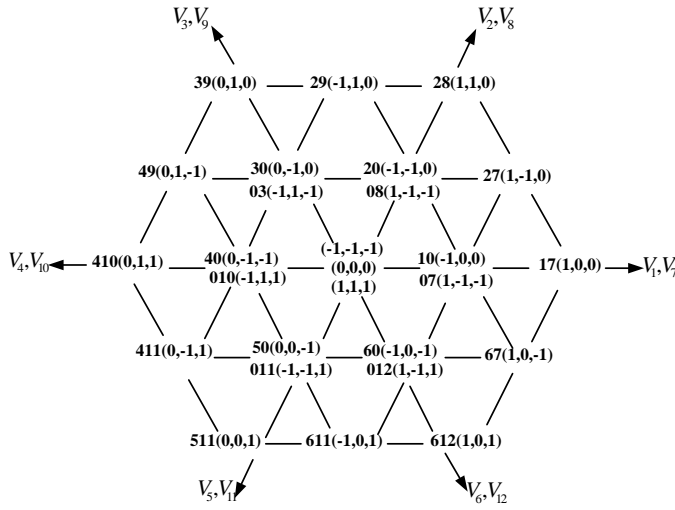 V3,V9 V2,V8
39(0,1,0) 29(-1,1,0) 28(1,1,0)
49(0,1,-1) 30(0,-1,0) 20(-1,-1,0) 27(1,-1,0)
03(-1,1,-1) 08(1,-1,-1)
(-1,-1,-1)
V4,V10 410(0,1,1) 40(0,-1,-1) (0,0,0) 10(-1,0,0) 17(1,0,0) V1,V7
010(-1,1,1) (1,1,1) 07(1,-1,-1)
411(0,-1,1) 50(0,0,-1) 60(-1,0,-1) 67(1,0,-1)
011(-1,-1,1) 012(1,-1,1)
511(0,0,1) 611(-1,0,1) 612(1,0,1)
V5,V11 V6,V12